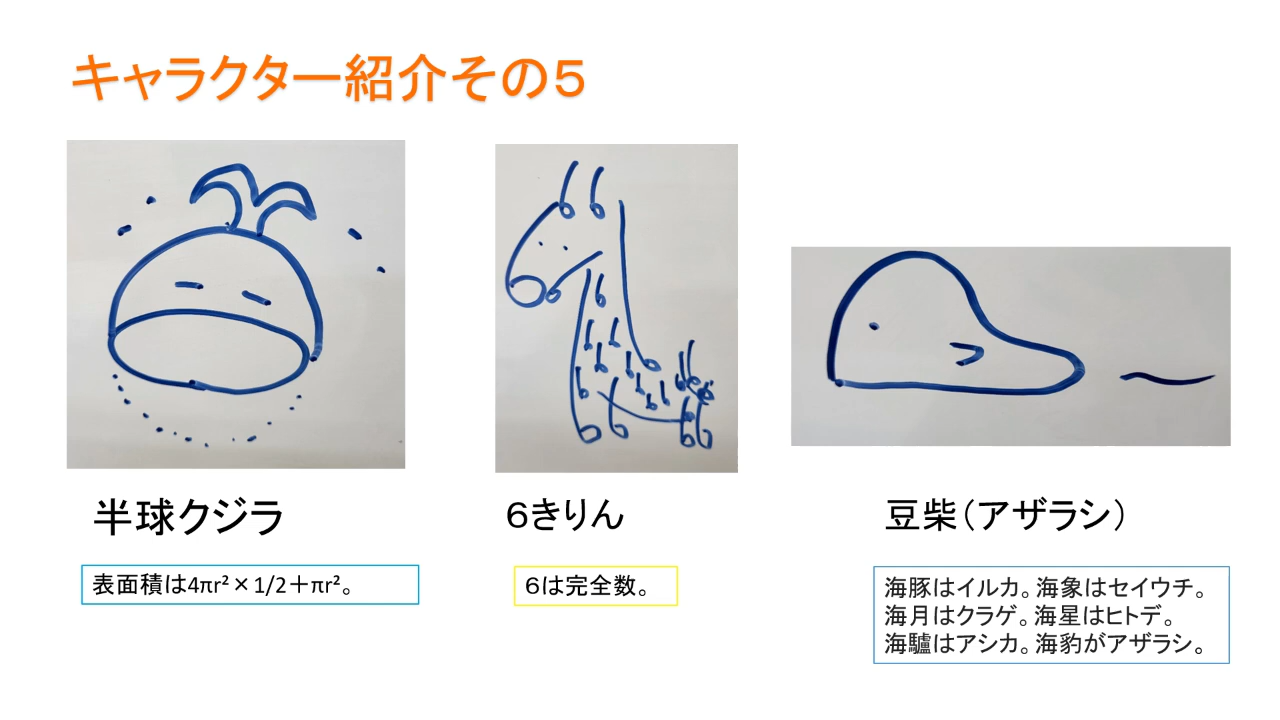 キャラクター紹介その５
半球クジラ
６きりん
豆柴（アザラシ）
表面積は4πr²×1/2＋πr²。
６は完全数。
海豚はイルカ。海象はセイウチ。
海月はクラゲ。海星はヒトデ。
海驢はアシカ。海豹がアザラシ。